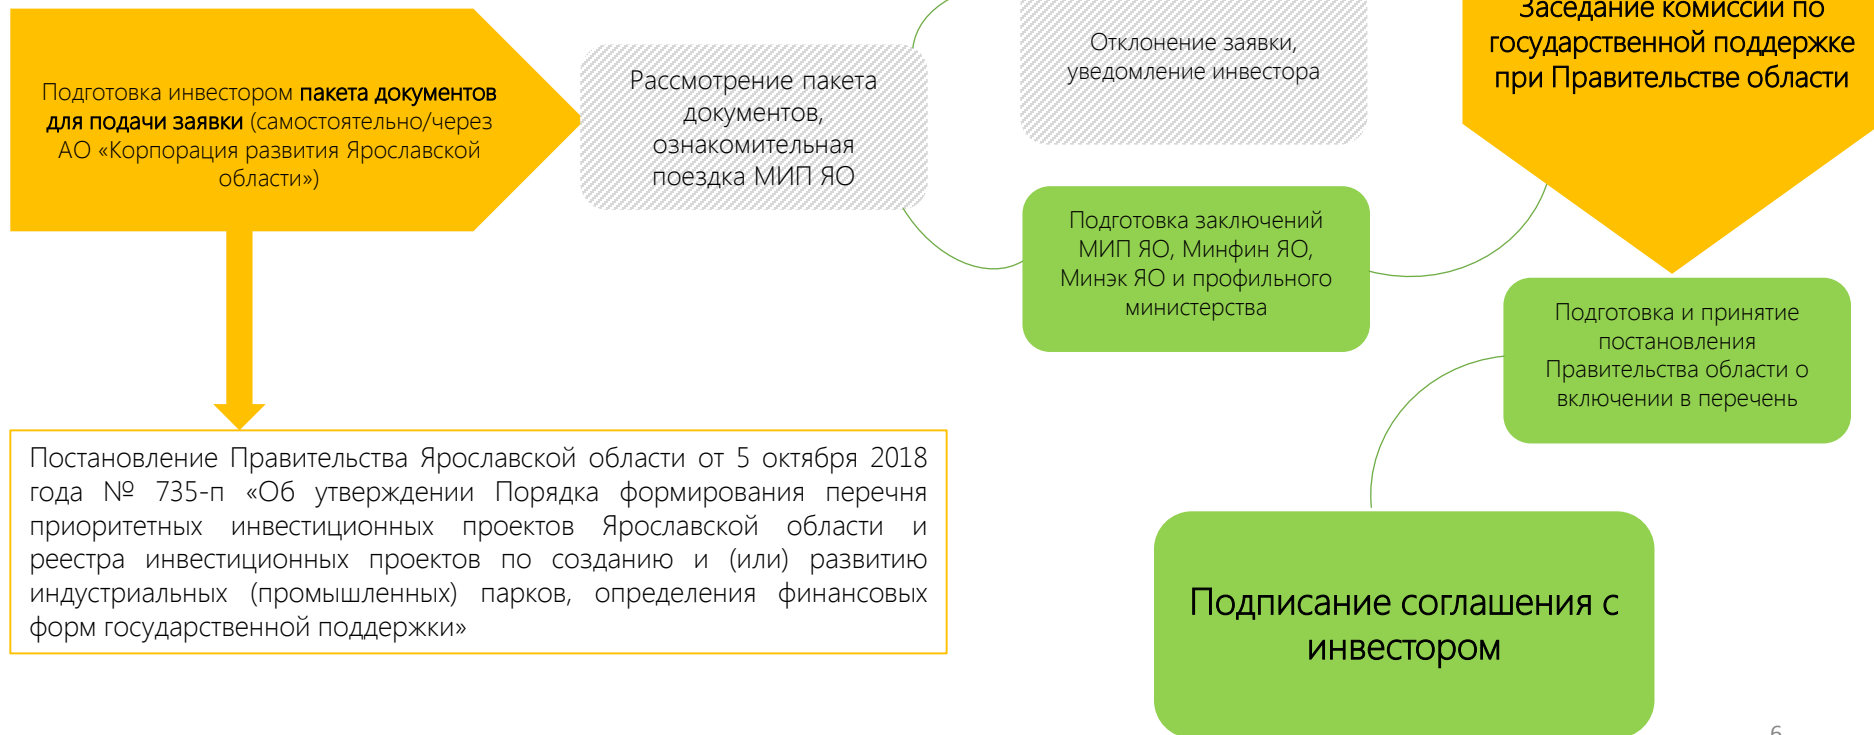 Подготовка инвестором пакета документов
для подачи заявки (самостоятельно/через
АО «Корпорация развития Ярославской
области»)
Рассмотрение пакета
документов,
ознакомительная
поездка МИП ЯО
Отклонение заявки,
уведомление инвестора
Заседание комиссии по
государственной поддержке
при Правительстве области
Подготовка заключений
МИП ЯО, Минфин ЯО,
Минэк ЯО и профильного
министерства
Подготовка и принятие
постановления
Правительства области о
включении в перечень
Постановление Правительства Ярославской области от 5 октября 2018
года № 735-п «Об утверждении Порядка формирования перечня
приоритетных инвестиционных проектов Ярославской области и
реестра инвестиционных проектов по созданию и (или) развитию
индустриальных (промышленных) парков, определения финансовых
форм государственной поддержки»
Подписание соглашения с
инвестором
6